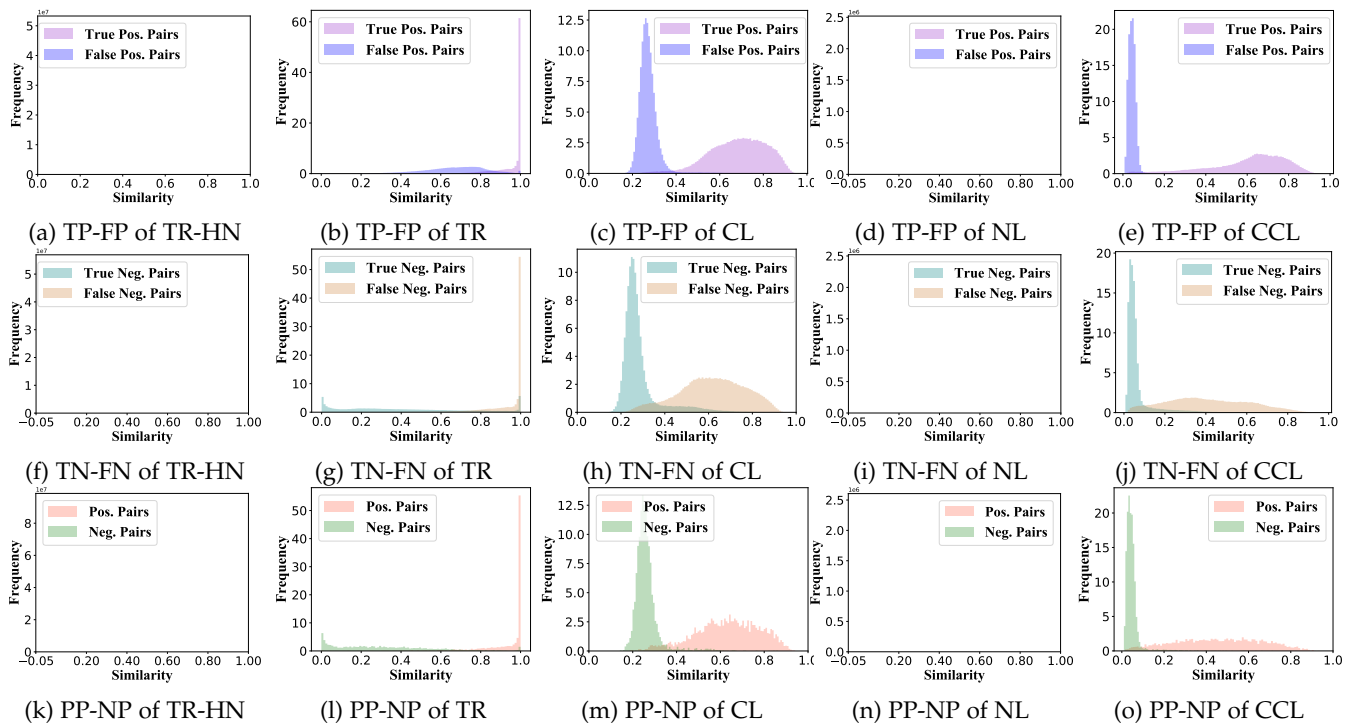 1e7
5
4
3
2
1
0
Frequency
True Pos. Pairs
False Pos. Pairs
0.0 0.2 0.4 0.6 0.8 1.0
Similarity
(a) TP-FP of TR-HN
60
40
20
0
Frequency
True Pos. Pairs
False Pos. Pairs
0.0 0.2 0.4 0.6 0.8 1.0
Similarity
(b) TP-FP of TR
12.5
10.0
7.5
5.0
2.5
0.0
Frequency
True Pos. Pairs
False Pos. Pairs
0.0 0.2 0.4 0.6 0.8 1.0
Similarity
(c) TP-FP of CL
1e6
2.5
2.0
1.5
1.0
0.5
0.0
Frequency
True Pos. Pairs
False Pos. Pairs
−0.05 0.20 0.40 0.60 0.80 1.00
Similarity
(d) TP-FP of NL
20
15
10
5
0
Frequency
True Pos. Pairs
False Pos. Pairs
0.0 0.2 0.4 0.6 0.8 1.0
Similarity
(e) TP-FP of CCL
1e7
5
4
3
2
1
0
Frequency
True Neg. Pairs
False Neg. Pairs
−0.05 0.20 0.40 0.60 0.80 1.00
Similarity
(f) TN-FN of TR-HN
50
40
30
20
10
0
Frequency
True Neg. Pairs
False Neg. Pairs
0.0 0.2 0.4 0.6 0.8 1.0
Similarity
(g) TN-FN of TR
10
8
6
4
2
0
Frequency
True Neg. Pairs
False Neg. Pairs
0.0 0.2 0.4 0.6 0.8 1.0
Similarity
(h) TN-FN of CL
1e6
2.5
2.0
1.5
1.0
0.5
0.0
Frequency
True Neg. Pairs
False Neg. Pairs
−0.05 0.20 0.40 0.60 0.80 1.00
Similarity
(i) TN-FN of NL
20
15
10
5
0
Frequency
True Neg. Pairs
False Neg. Pairs
0.0 0.2 0.4 0.6 0.8 1.0
Similarity
(j) TN-FN of CCL
1e7
8
6
4
2
0
Frequency
Pos. Pairs
Neg. Pairs
−0.05 0.20 0.40 0.60 0.80 1.00
Similarity
(k) PP-NP of TR-HN
50
40
30
20
10
0
Frequency
Pos. Pairs
Neg. Pairs
0.0 0.2 0.4 0.6 0.8 1.0
Similarity
(l) PP-NP of TR
12.5
10.0
7.5
5.0
2.5
0.0
Frequency
Pos. Pairs
Neg. Pairs
0.0 0.2 0.4 0.6 0.8 1.0
Similarity
(m) PP-NP of CL
1e6
2.5
2.0
1.5
1.0
0.5
0.0
Frequency
Pos. Pairs
Neg. Pairs
−0.05 0.20 0.40 0.60 0.80 1.00
Similarity
(n) PP-NP of NL
20
15
10
5
0
Frequency
Pos. Pairs
Neg. Pairs
0.0 0.2 0.4 0.6 0.8 1.0
Similarity
(o) PP-NP of CCL